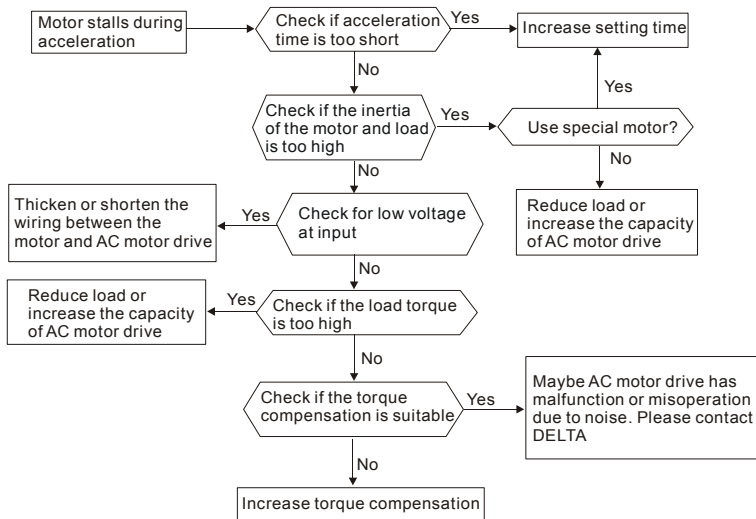 Motor stalls during
acceleration
Check if acceleration
time is too short
Yes
Increase setting time
No
Yes
Check if the inertia
of the motor and load
is too high
Yes
Use special motor?
No
No
Thicken or shorten the
wiring between the
motor and AC motor drive
Yes
Check for low voltage
at input
Reduce load or
increase the capacity
of AC motor drive
No
Reduce load or
increase the capacity
of AC motor drive
Yes
Check if the load torque
is too high
No
Check if the torque
compensation is suitable
Yes
Maybe AC motor drive has
malfunction or misoperation
due to noise. Please contact
DELTA
No
Increase torque compensation